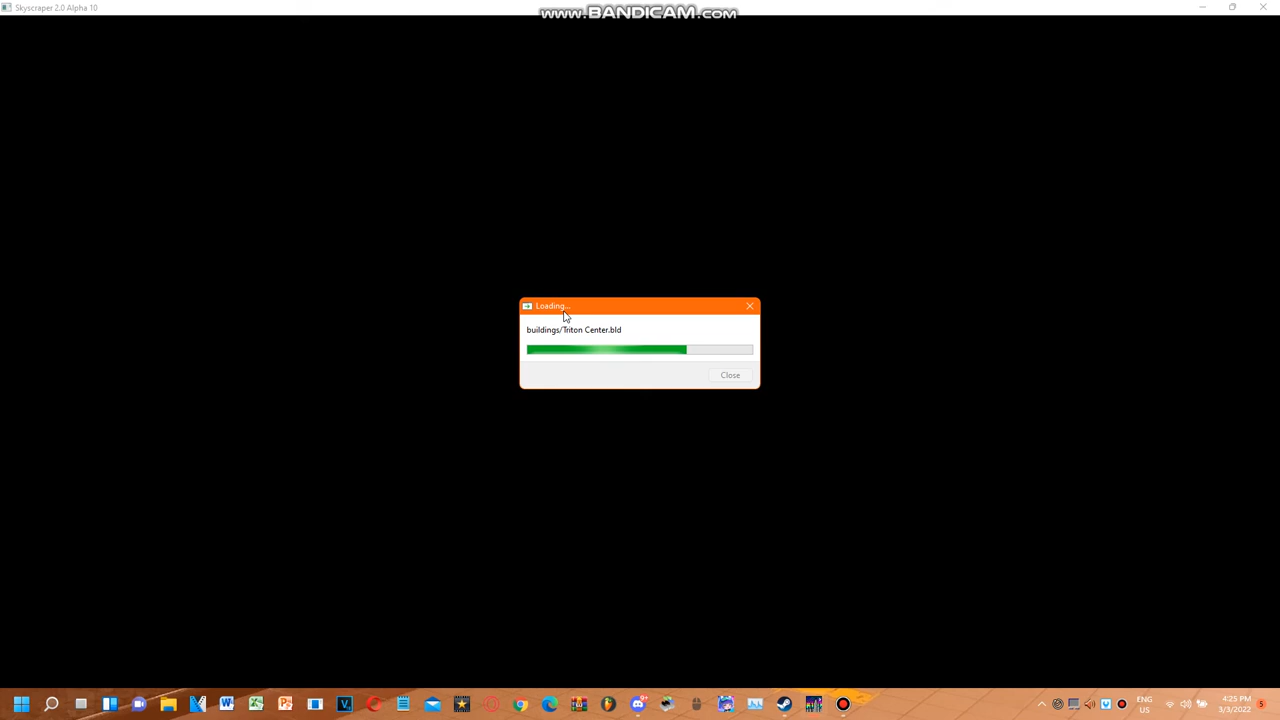 Skyscraper 2.0 Alpha 10
www.BANDICAM.com
Loading...
buildings/Triton Center.bld
Close
ENG
US
4:25 PM
3/3/2022
5